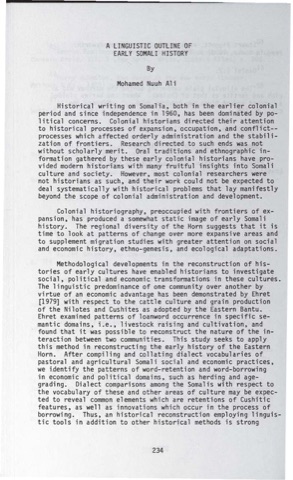 A LINGUISTIC OUTLINE OF
EARLY SOMALI HISTORY
By
Mohamed Nuuh Ali
Historical writing on Somalia, both in the earlier colonial
period and since independence in 1960, has been dominated by po-
litical concerns. Colonial historians directed their attention
to historical processes of expansion, occupation, and conflict--
processes which affected orderly administration and the stabili-
zation of frontiers. Research directed to such ends was not
without scholarly merit. Oral traditions and ethnographic in-
formation gathered by these early colonial historians have pro-
vided modern historians with many fruitful insights into Somali
culture and society. However, most colonial researchers were
not historians as such, and their work could not be expected to
deal systematically with historical problems that lay manifestly
beyond the scope of colonial administration and development.
Colonial historiography, preoccupied with frontiers of ex-
pansion, has produced a somewhat static image of early Somali
history. The regional diversity of the Horn suggests that it is
time to look at patterns of change over more expansive areas and
to supplement migration studies with greater attention on social
and economic history, ethno-genesis, and ecological adaptations.
Methodological developments in the reconstruction of his-
tories of early cultures have enabled historians to investigate
social, political and economic transformations in these cultures.
The linguistic predominance of one community over another by
virtue of an economic advantage has been demonstrated by Ehret
[1979] with respect to the cattle culture and grain production
of the Nilotes and Cushites as adopted by the Eastern Bantu.
Ehret examined patterns of loanword occurrence in specific se-
mantic domains, i.e., livestock raising and cultivation, and
found that it was possible to reconstruct the nature of the in-
teraction between two communities. This study seeks to apply
this method in reconstructing the early history of the Eastern
Horn. After compiling and collating dialect vocabularies of
pastoral and agricultural Somali social and economic practices,
we identify the patterns of word-retention and word-borrowing
in economic and political domains, such as herding and age-
grading. Dialect comparisons among the Somalis with respect to
the vocabulary of these and other areas of culture may be expec-
ted to reveal common elements which are retentions of Cushitic
features, as well as innovations which occur in the process of
borrowing. Thus, an historical reconstruction employing linguis-
tic tools in addition to other historical methods is strong
234